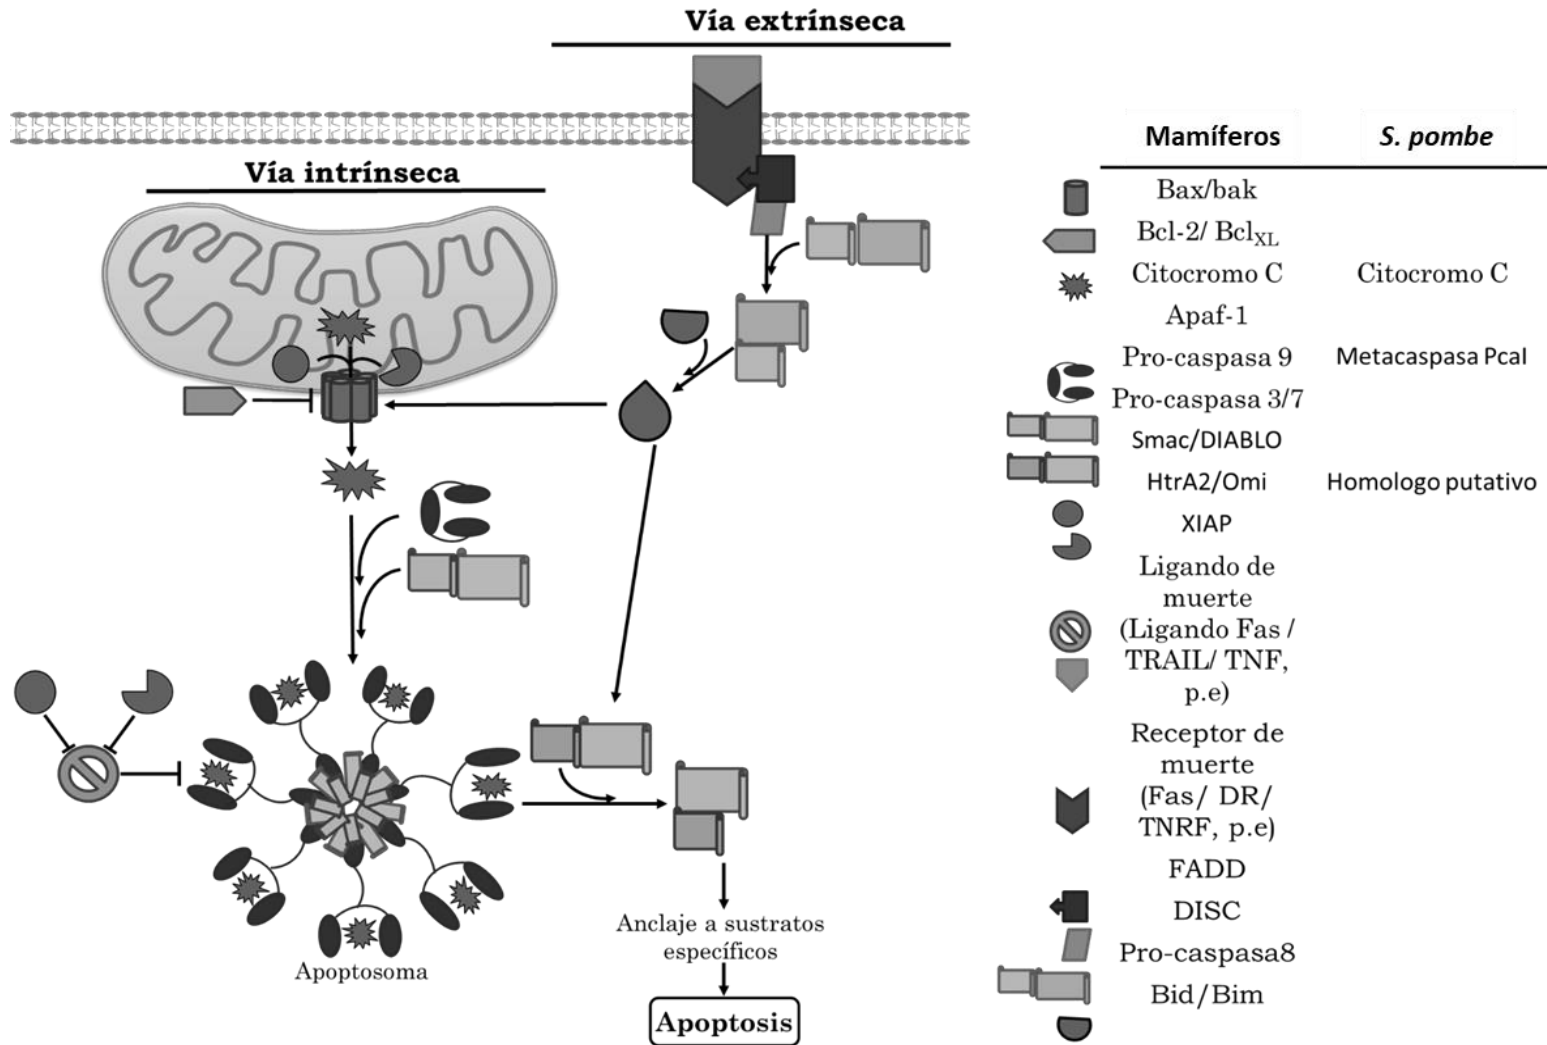 Vía extrínseca
Vía intrínseca
Apoptosoma
Anclaje a sustratos
específicos
Apoptosis
Mamíferos S. pombe
Bax/bak
Bcl-2/ BclXL
Citocromo C Citocromo C
Apaf-1
Pro-caspasa 9 Metacaspasa PcaI
Pro-caspasa 3/7
Smac/DIABLO
HtrA2/Omi Homologo putativo
XIAP
Ligando de
muerte
(Ligando Fas /
TRAIL/ TNF,
p.e)
Receptor de
muerte
(Fas/ DR/
TNRF, p.e)
FADD
DISC
Pro-caspasa8
Bid/Bim